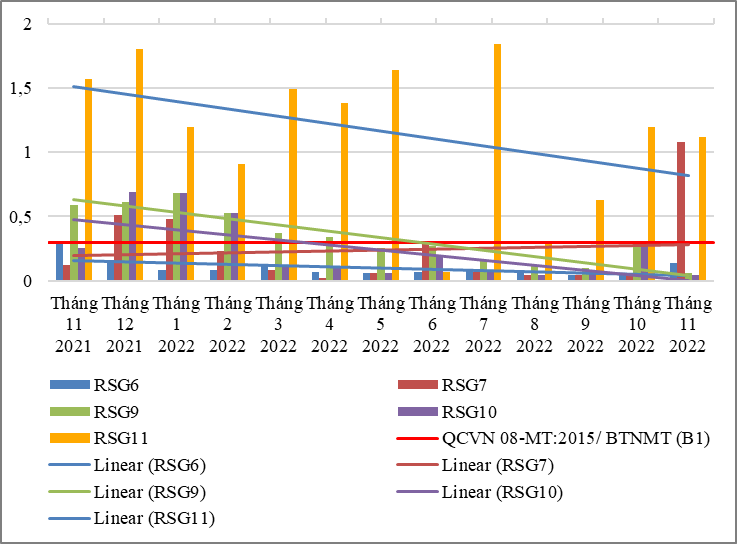 2
1,5
1
0,5
0
Tháng Tháng Tháng Tháng Tháng Tháng Tháng Tháng Tháng Tháng Tháng Tháng Tháng
11 12 1 2 3 4 5 6 7 8 9 10 11
2021 2021 2022 2022 2022 2022 2022 2022 2022 2022 2022 2022 2022
RSG6 RSG7
RSG9 RSG10
RSG11 QCVN 08-MT:2015/ BTNMT (B1)
Linear (RSG6) Linear (RSG7)
Linear (RSG9) Linear (RSG10)
Linear (RSG11)